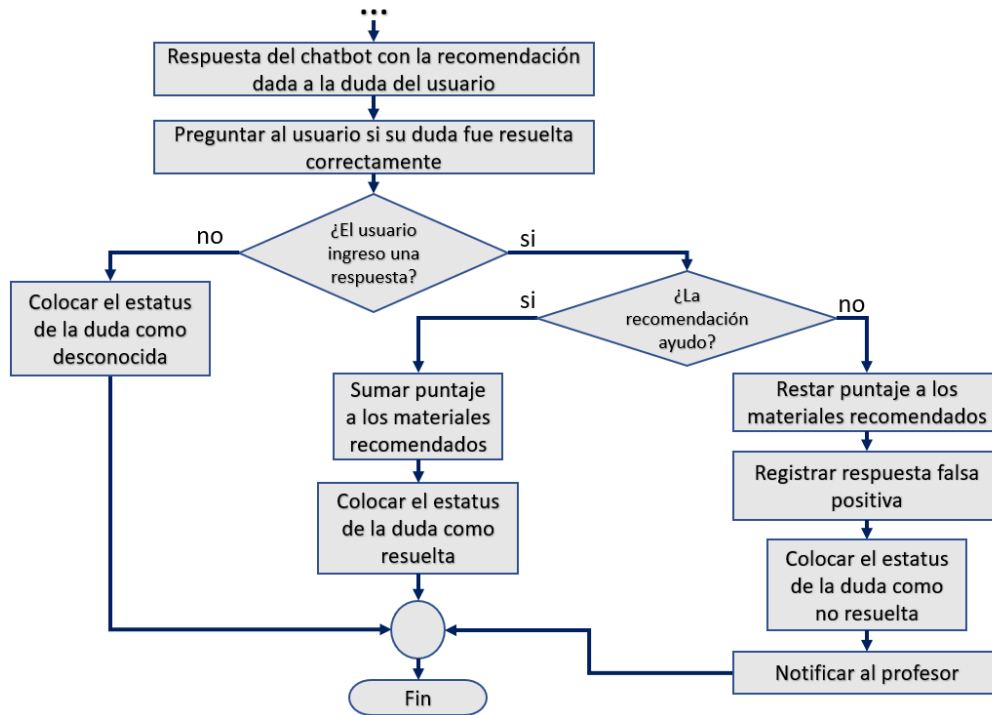 ...
Respuesta del chatbot con la recomendación
dada a la duda del usuario
Preguntar al usuario si su duda fue resuelta
correctamente
¿El usuario
ingreso una
respuesta?
no
si
Colocar el estatus
de la duda como
desconocida
¿La
recomendación
ayudo?
si
no
Sumar puntaje
a los materiales
recomendados
Colocar el estatus
de la duda como
resuelta
Restar puntaje a los
materiales recomendados
Registrar respuesta falsa
positiva
Colocar el estatus
de la duda como
no resuelta
Notificar al profesor
Fin